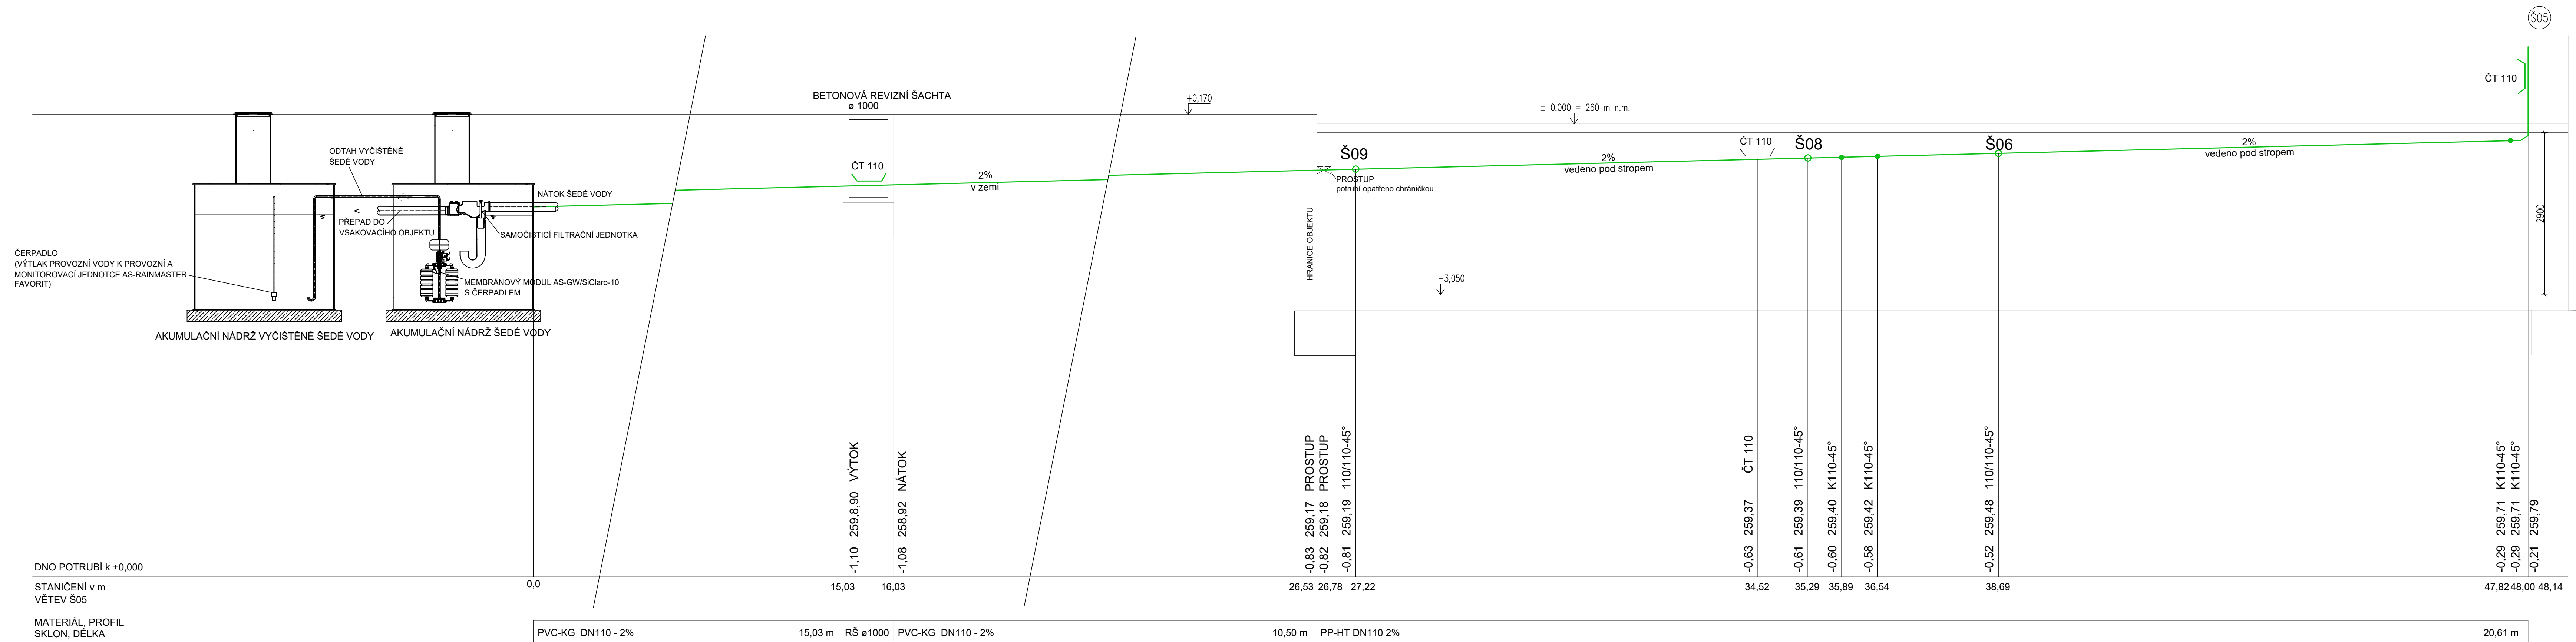 Š05
ČT 110
BETONOVÁ REVIZNÍ ŠACHTA
ø 1000
+0,170
± 0,000 = 260 m n.m.
ODTAH VYČIŠTĚNÉ
ŠEDÉ VODY
ČT 110
2%
v zemi
Š09
2%
vedeno pod stropem
ČT 110
Š08
Š06
2%
vedeno pod stropem
PROSTUP
potrubí opatřeno chráničkou
NÁTOK ŠEDÉ VODY
PŘEPAD DO
VSAKOVACÍHO OBJEKTU
SAMOČISTICÍ FILTRAČNÍ JEDNOTKA
HRANICE OBJEKTU
2900
ČERPADLO
(VÝTLAK PROVOZNÍ VODY K PROVOZNÍ A
MONITOROVACÍ JEDNOTCE AS-RAINMASTER
FAVORIT)
MEMBRÁNOVÝ MODUL AS-GW/SiClaro-10
S ČERPADLEM
-3,050
AKUMULAČNÍ NÁDRŽ VYČIŠTĚNÉ ŠEDÉ VODY
AKUMULAČNÍ NÁDRŽ ŠEDÉ VODY
-1,10 259,8,90 VÝTOK
-1,08 258,92 NÁTOK
-0,83 259,17 PROSTUP
-0,82 259,18 PROSTUP
-0,81 259,19 110/110-45°
-0,63 259,37 ČT 110
-0,61 259,39 110/110-45°
-0,60 259,40 K110-45°
-0,58 259,42 K110-45°
-0,52 259,48 110/110-45°
-0,29 259,71 K110-45°
-0,29 259,71 K110-45°
-0,21 259,79
DNO POTRUBÍ k +0,000
STANIČENÍ v m
VĚTEV Š05
0,0
15,03
16,03
26,53
26,78
27,22
34,52
35,29
35,89
36,54
38,69
47,82
48,00
48,14
MATERIÁL, PROFIL
SKLON, DÉLKA
PVC-KG DN110 - 2%
15,03 m
RŠ ø1000
PVC-KG DN110 - 2%
10,50 m
PP-HT DN110 2%
20,61 m